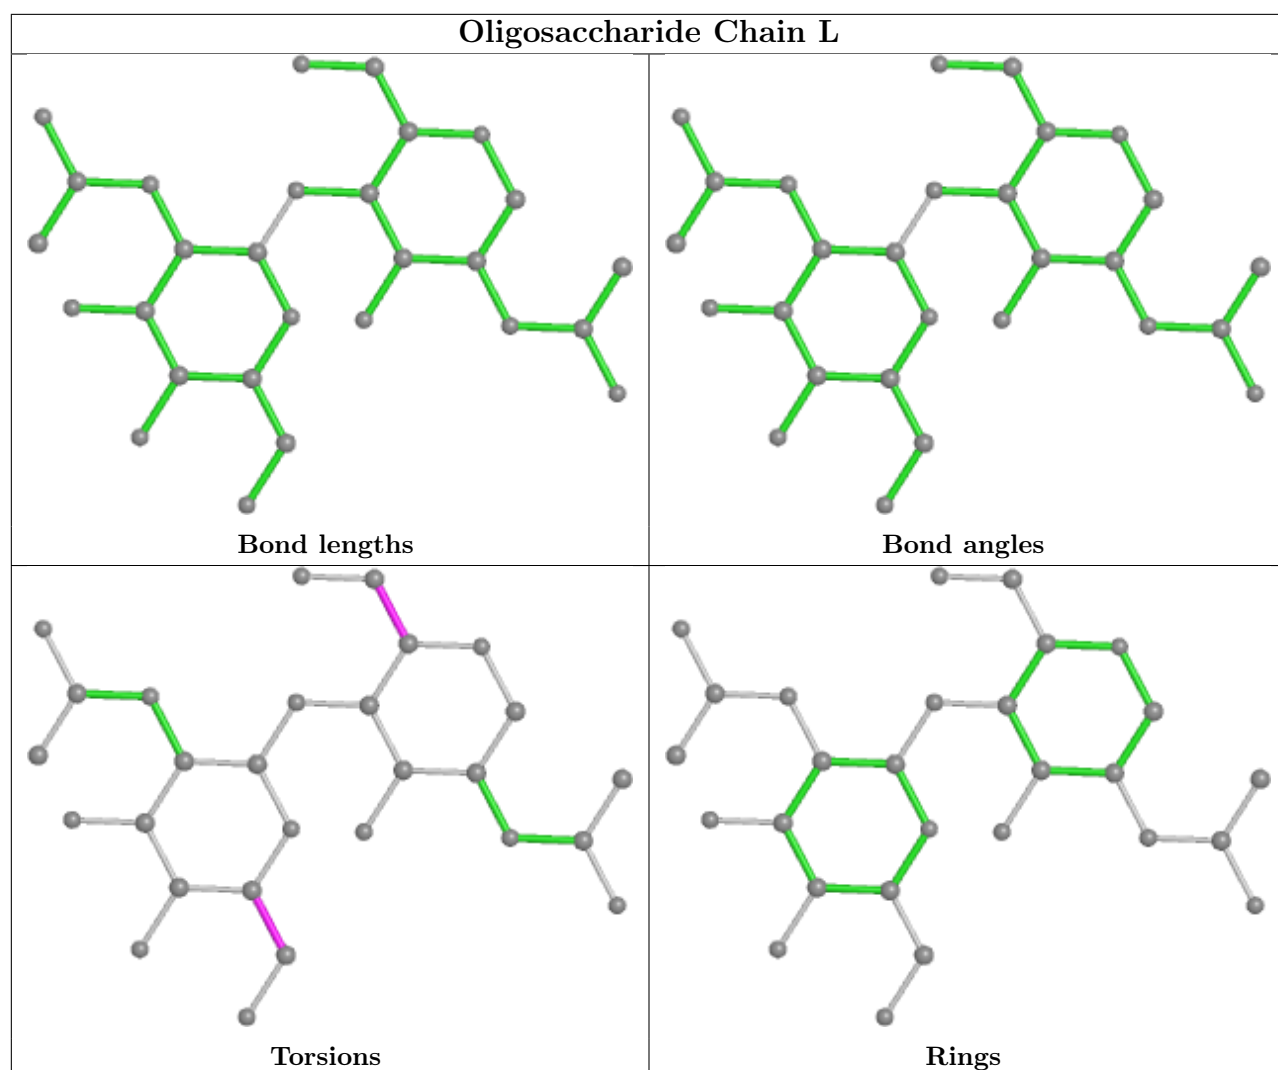 Oligosaccharide Chain L
Bond lengths
Bond angles
Torsions
Rings